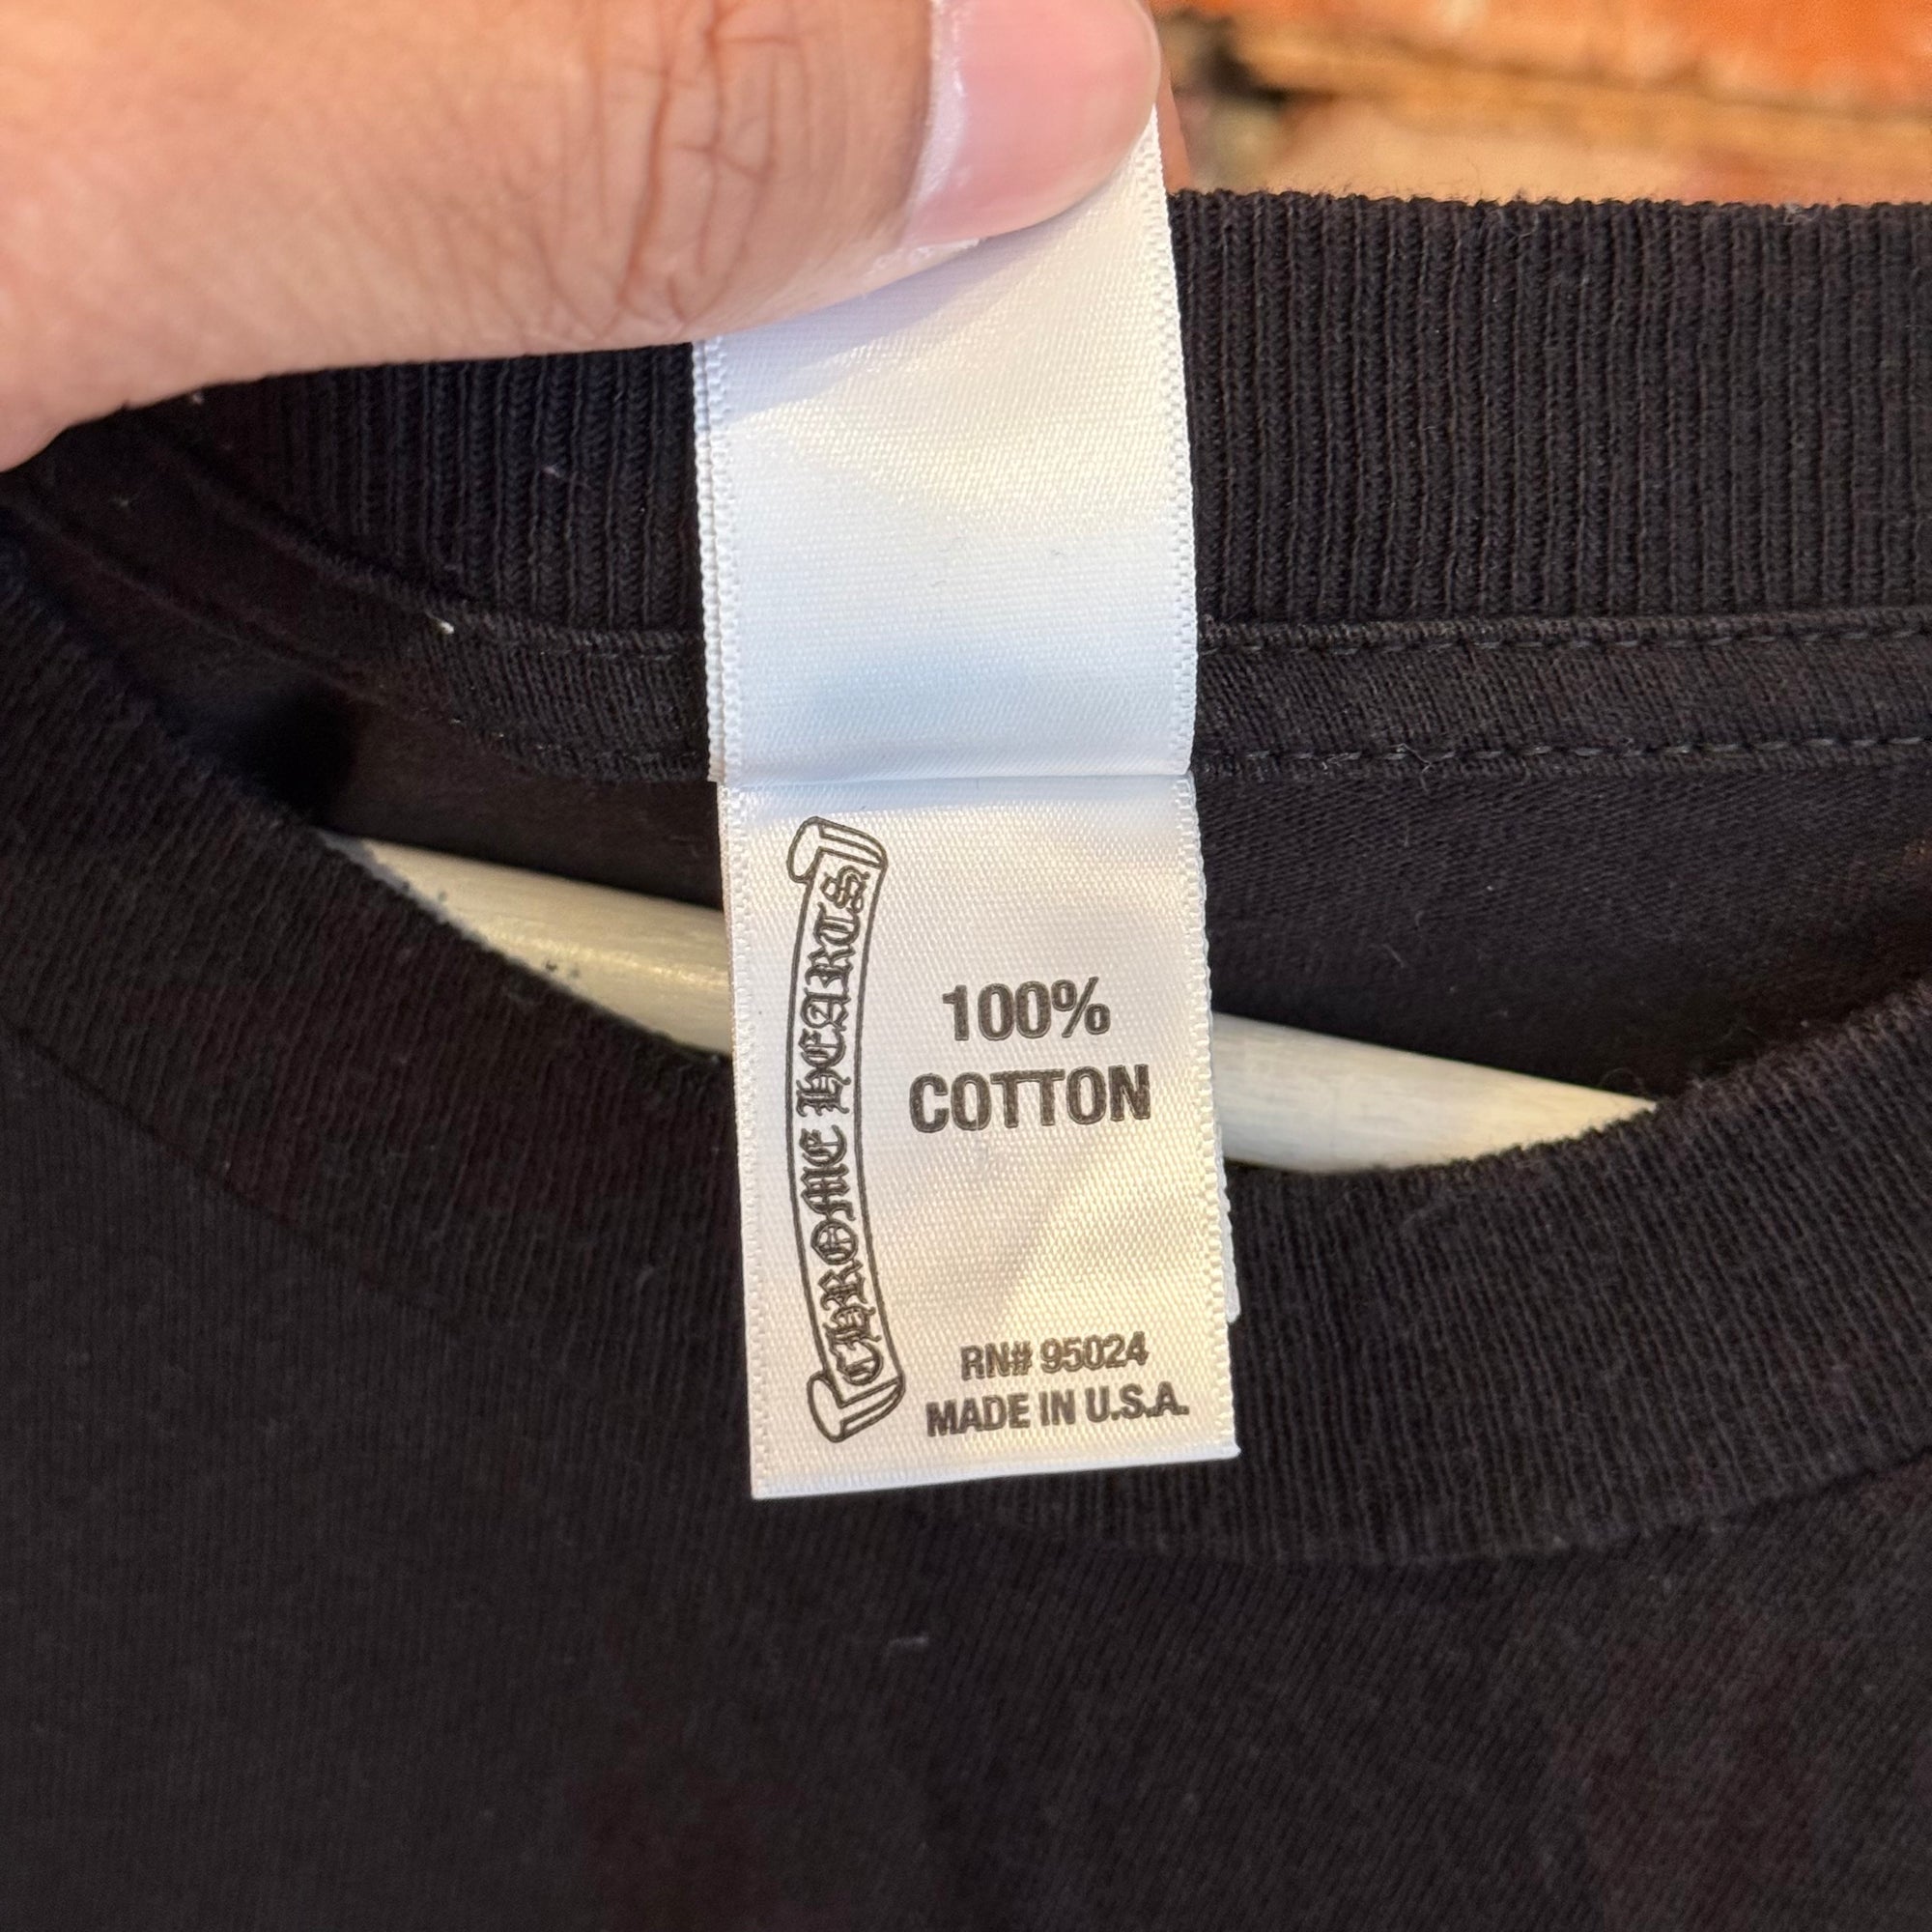 CHROME HEARTS
100%
COTTON
RN# 95024
MADE IN U.S.A.